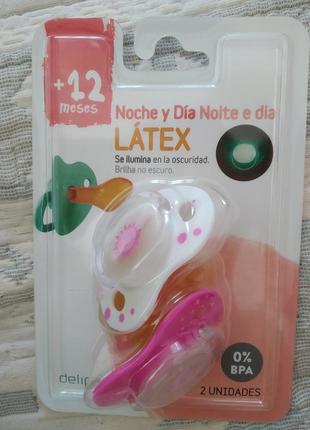 +12
meses
Noche y Día Noite e dia
LÁTEX
Se ilumina en la oscuridad.
Brilha no escuro.
0%
BPA
2 UNIDADES